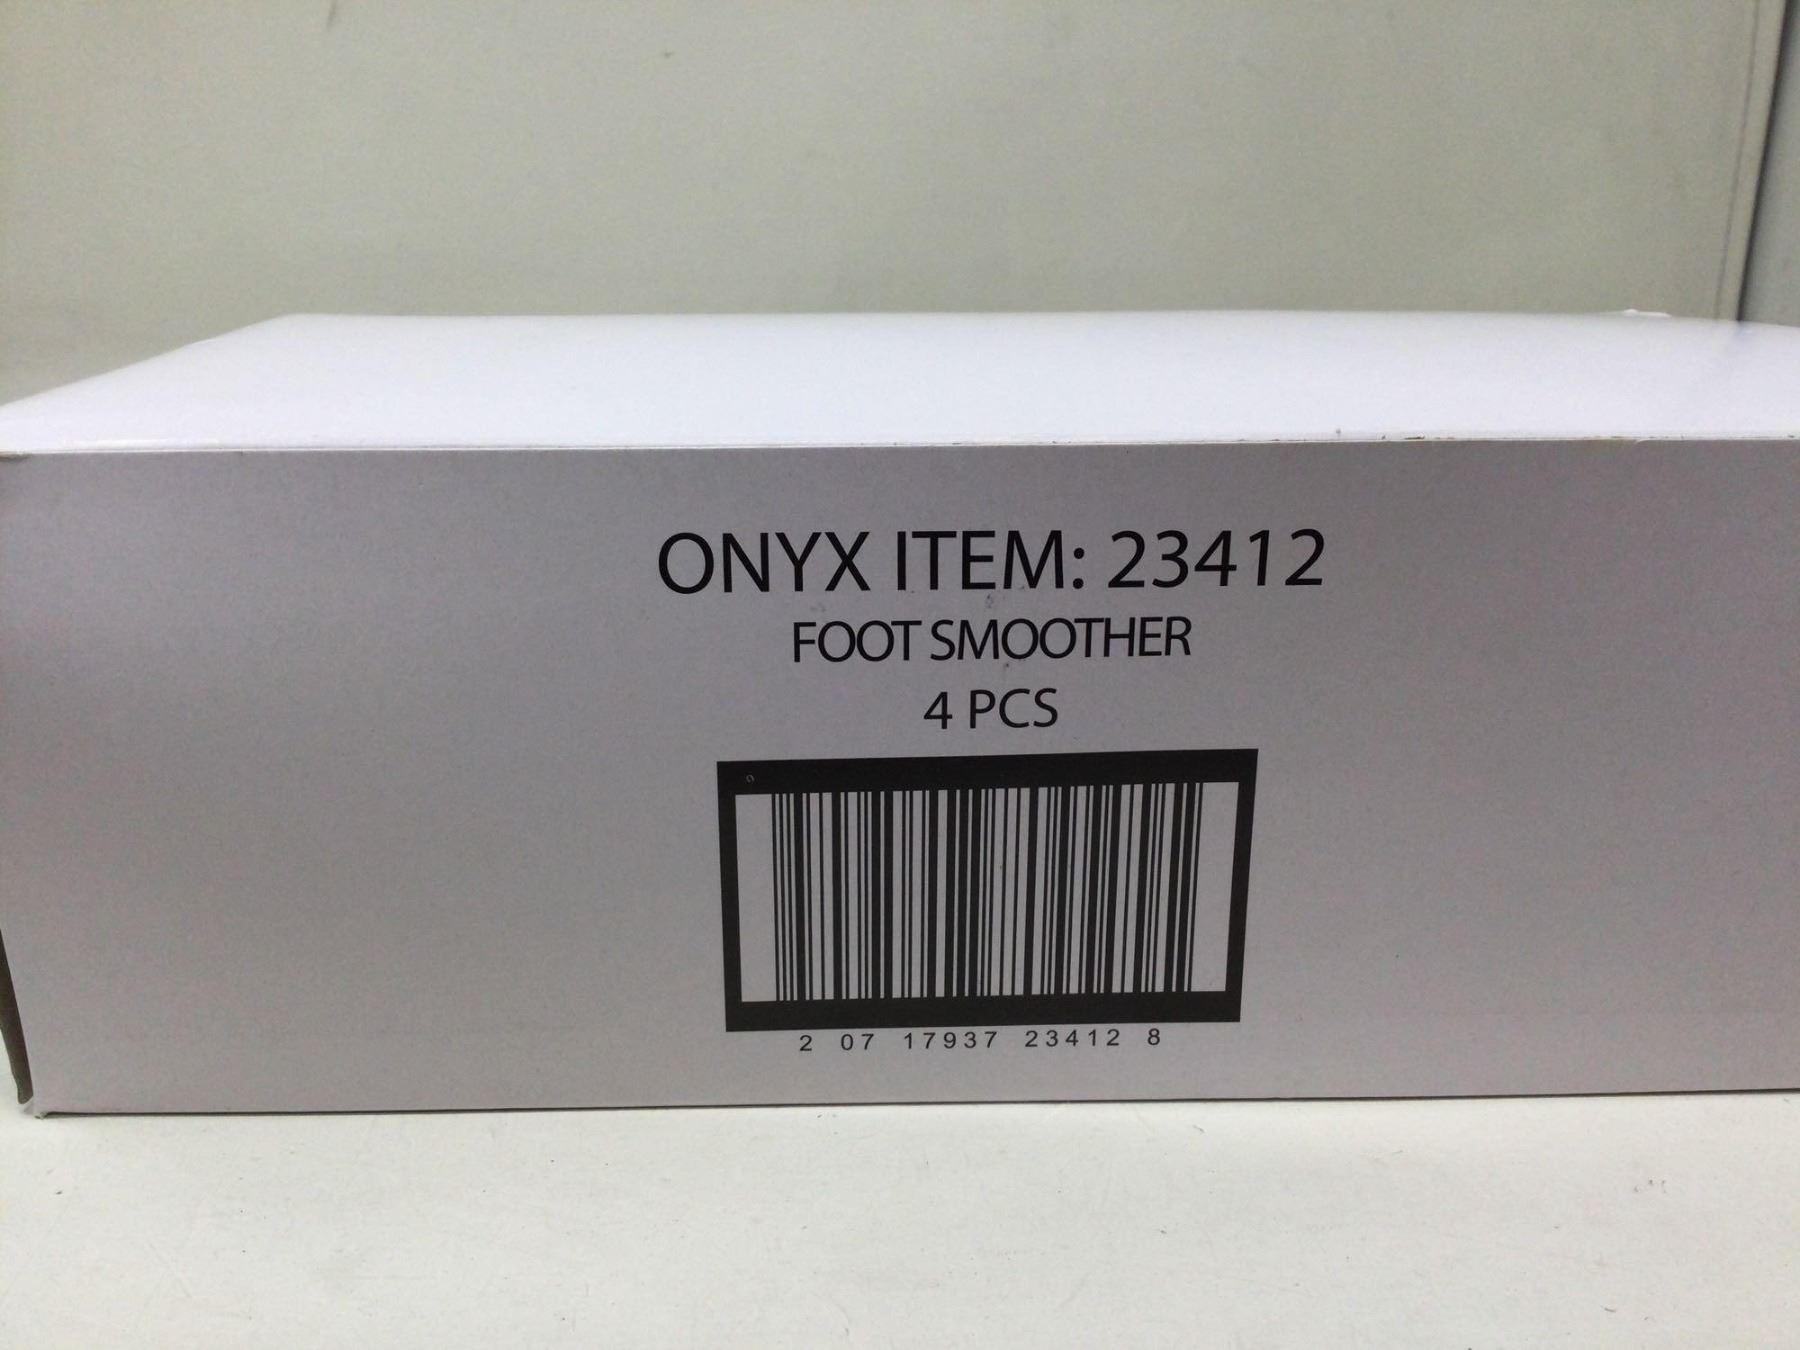 ONYX ITEM: 23412
FOOT SMOOTHER
4 PCS
2 07 17937 23412 8